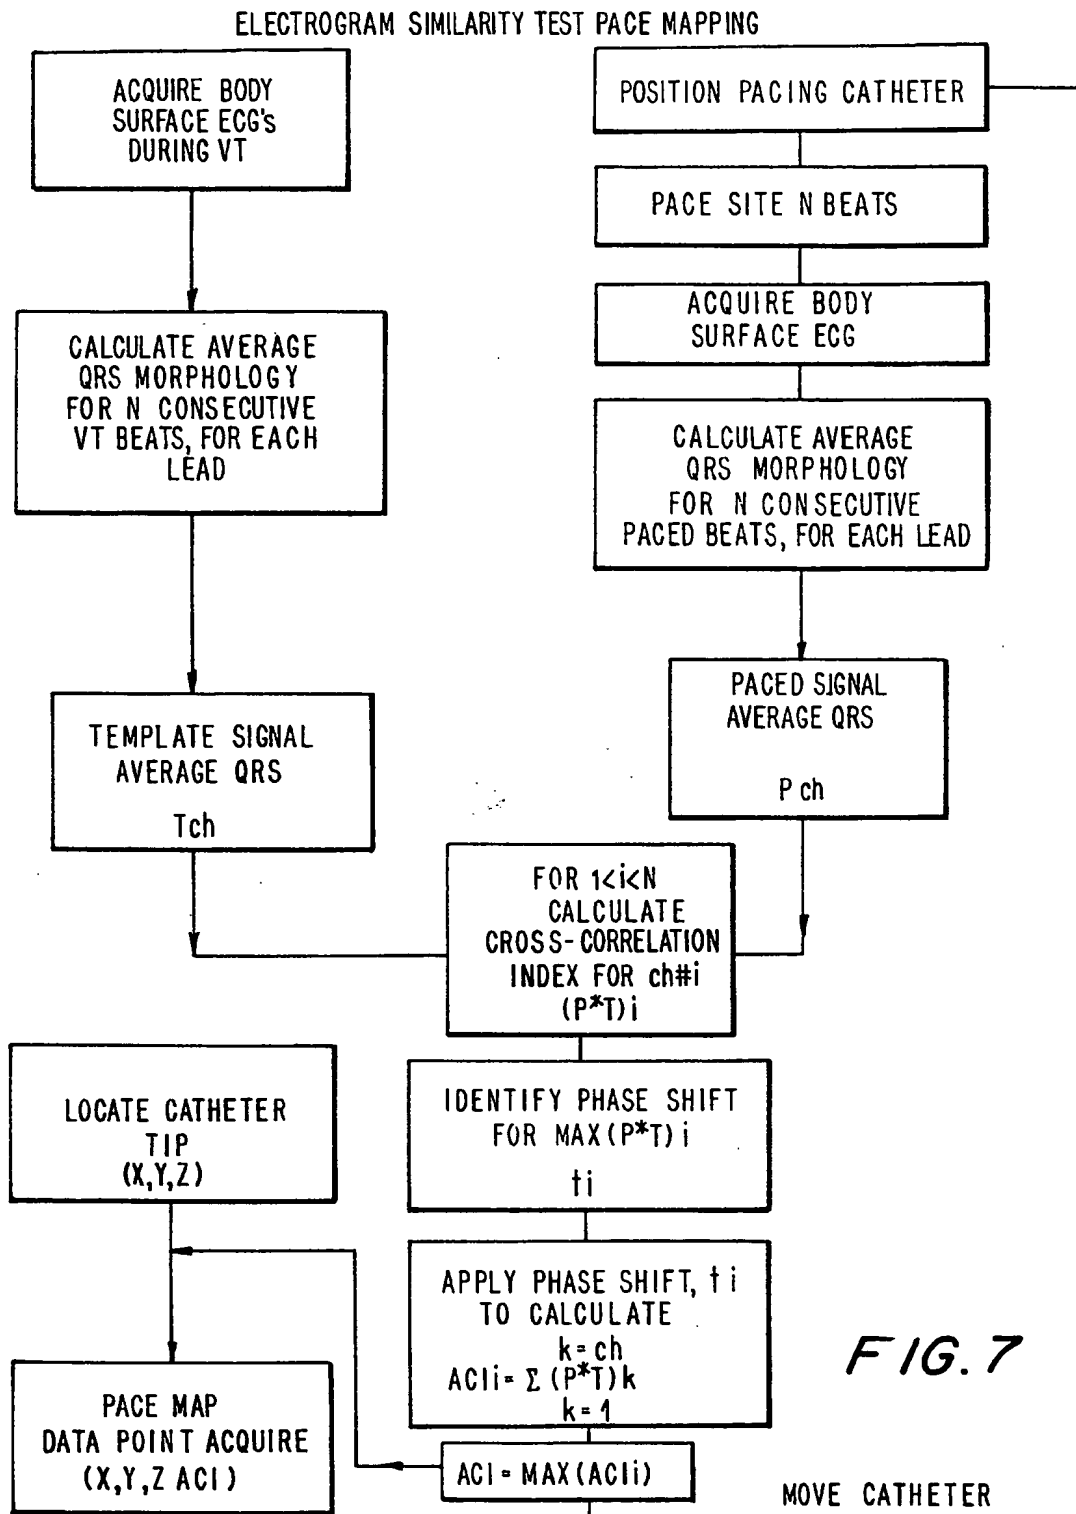 ELECTROGRAM SIMILARITY TEST PACE MAPPING
ACQUIRE BODY
SURFACE ECG's
DURING VT
CALCULATE AVERAGE
QRS MORPHOLOGY
FOR N CONSECUTIVE
VT BEATS, FOR EACH
LEAD
TEMPLATE SIGNAL
AVERAGE QRS
Tch
POSITION PACING CATHETER
PACE SITE N BEATS
ACQUIRE BODY
SURFACE ECG
CALCULATE AVERAGE
QRS MORPHOLOGY
FOR N CONSECUTIVE
PACED BEATS, FOR EACH LEAD
PACED SIGNAL
AVERAGE QRS
Pch
FOR 1<i<N
CALCULATE
CROSS-CORRELATION
INDEX FOR ch#i
(P*T)i
IDENTIFY PHASE SHIFT
FOR MAX(P*T)i
ti
APPLY PHASE SHIFT, ti
TO CALCULATE
k=ch
ACIi=Σ(P*T)k
k=1
ACI=MAX(ACIi)
LOCATE CATHETER
TIP
(X,Y,Z)
PACE MAP
DATA POINT ACQUIRE
(X,Y,Z ACI)
FIG. 7
MOVE CATHETER